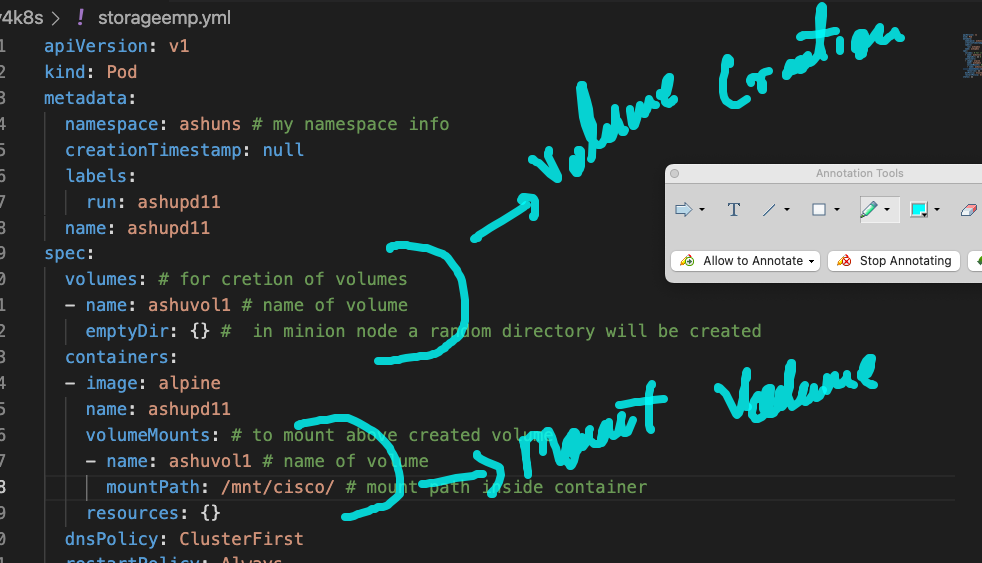 v4k8s > ! storageemp.yml
1 apiVersion: v1
2 kind: Pod
3 metadata:
4 namespace: ashuns # my namespace info
5 creationTimestamp: null
6 labels:
7 run: ashupd11
8 name: ashupd11
9 spec:
0 volumes: # for cretion of volumes
1 - name: ashuvol1 # name of volume
2 emptyDir: {} #  in minion node a random directory will be created
3 containers:
4 - image: alpine
5 name: ashupd11
6 volumeMounts: # to mount above created volume
7 - name: ashuvol1 # name of volume
8 mountPath: /mnt/cisco/ # mount path inside container
9 resources: {}
0 dnsPolicy: ClusterFirst
1 restartPolicy: Always
Volume Creation
Annotation Tools
T
Allow to Annotate
Stop Annotating
mount Volume